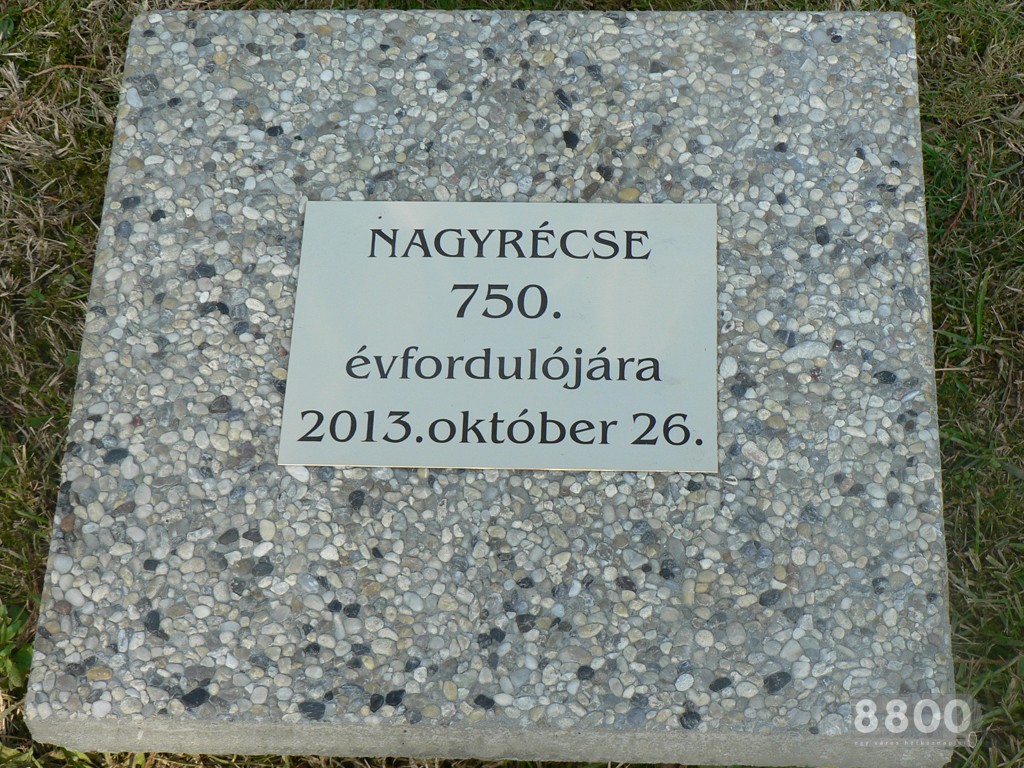 NAGYRÉCSE
750.
évfordulójára
2013.október 26.
8800